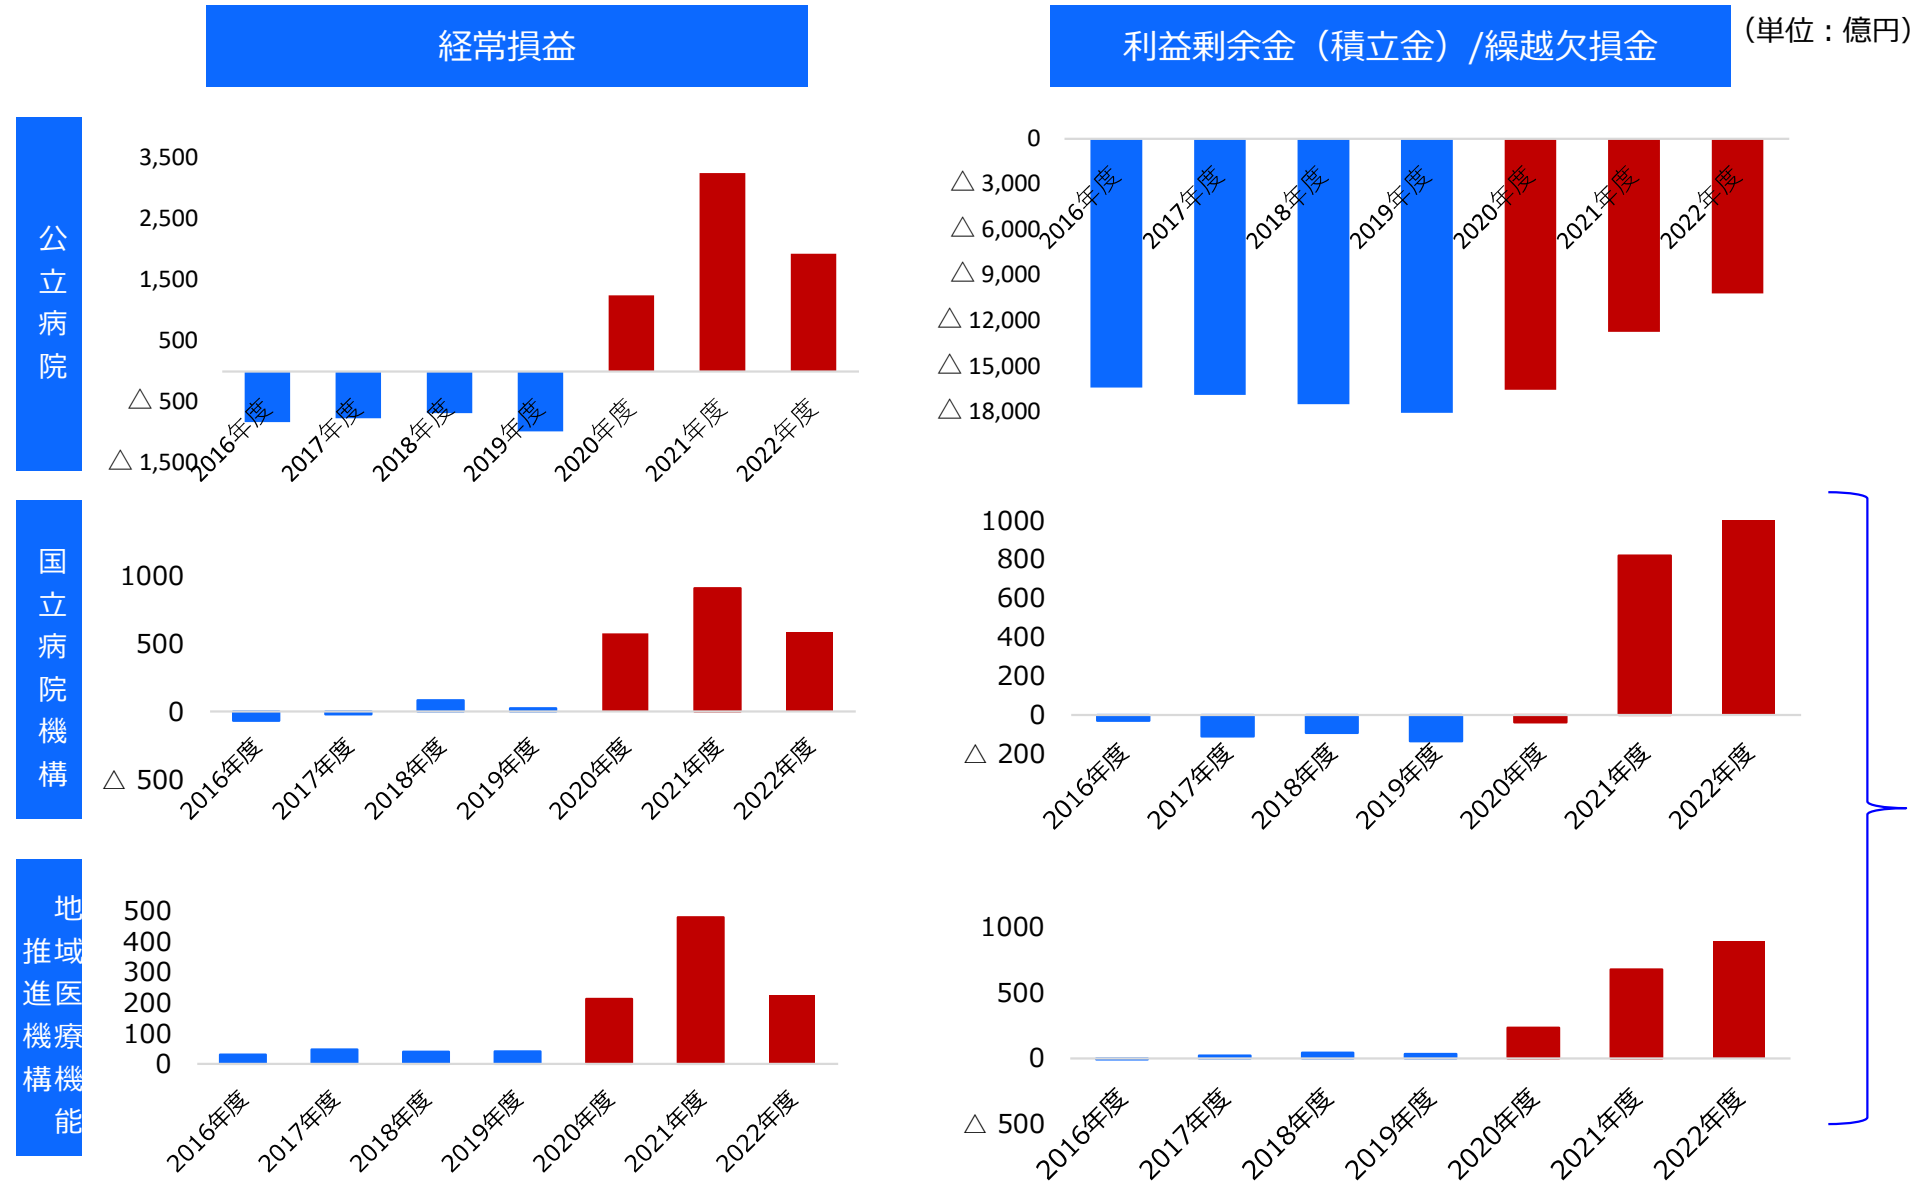 経常損益
利益剰余金（積立金）/繰越欠損金
（単位：億円）
公立病院
3,500
2,500
1,500
500
△ 500
△ 1,500
2016年度
2017年度
2018年度
2019年度
2020年度
2021年度
2022年度
0
△ 3,000
△ 6,000
△ 9,000
△ 12,000
△ 15,000
△ 18,000
2016年度
2017年度
2018年度
2019年度
2020年度
2021年度
2022年度
国立病院機構
1000
500
0
△ 500
2016年度
2017年度
2018年度
2019年度
2020年度
2021年度
2022年度
1000
800
600
400
200
0
△ 200
2016年度
2017年度
2018年度
2019年度
2020年度
2021年度
2022年度
地域医療機能
推進機構
500
400
300
200
100
0
2016年度
2017年度
2018年度
2019年度
2020年度
2021年度
2022年度
1000
500
0
△ 500
2016年度
2017年度
2018年度
2019年度
2020年度
2021年度
2022年度